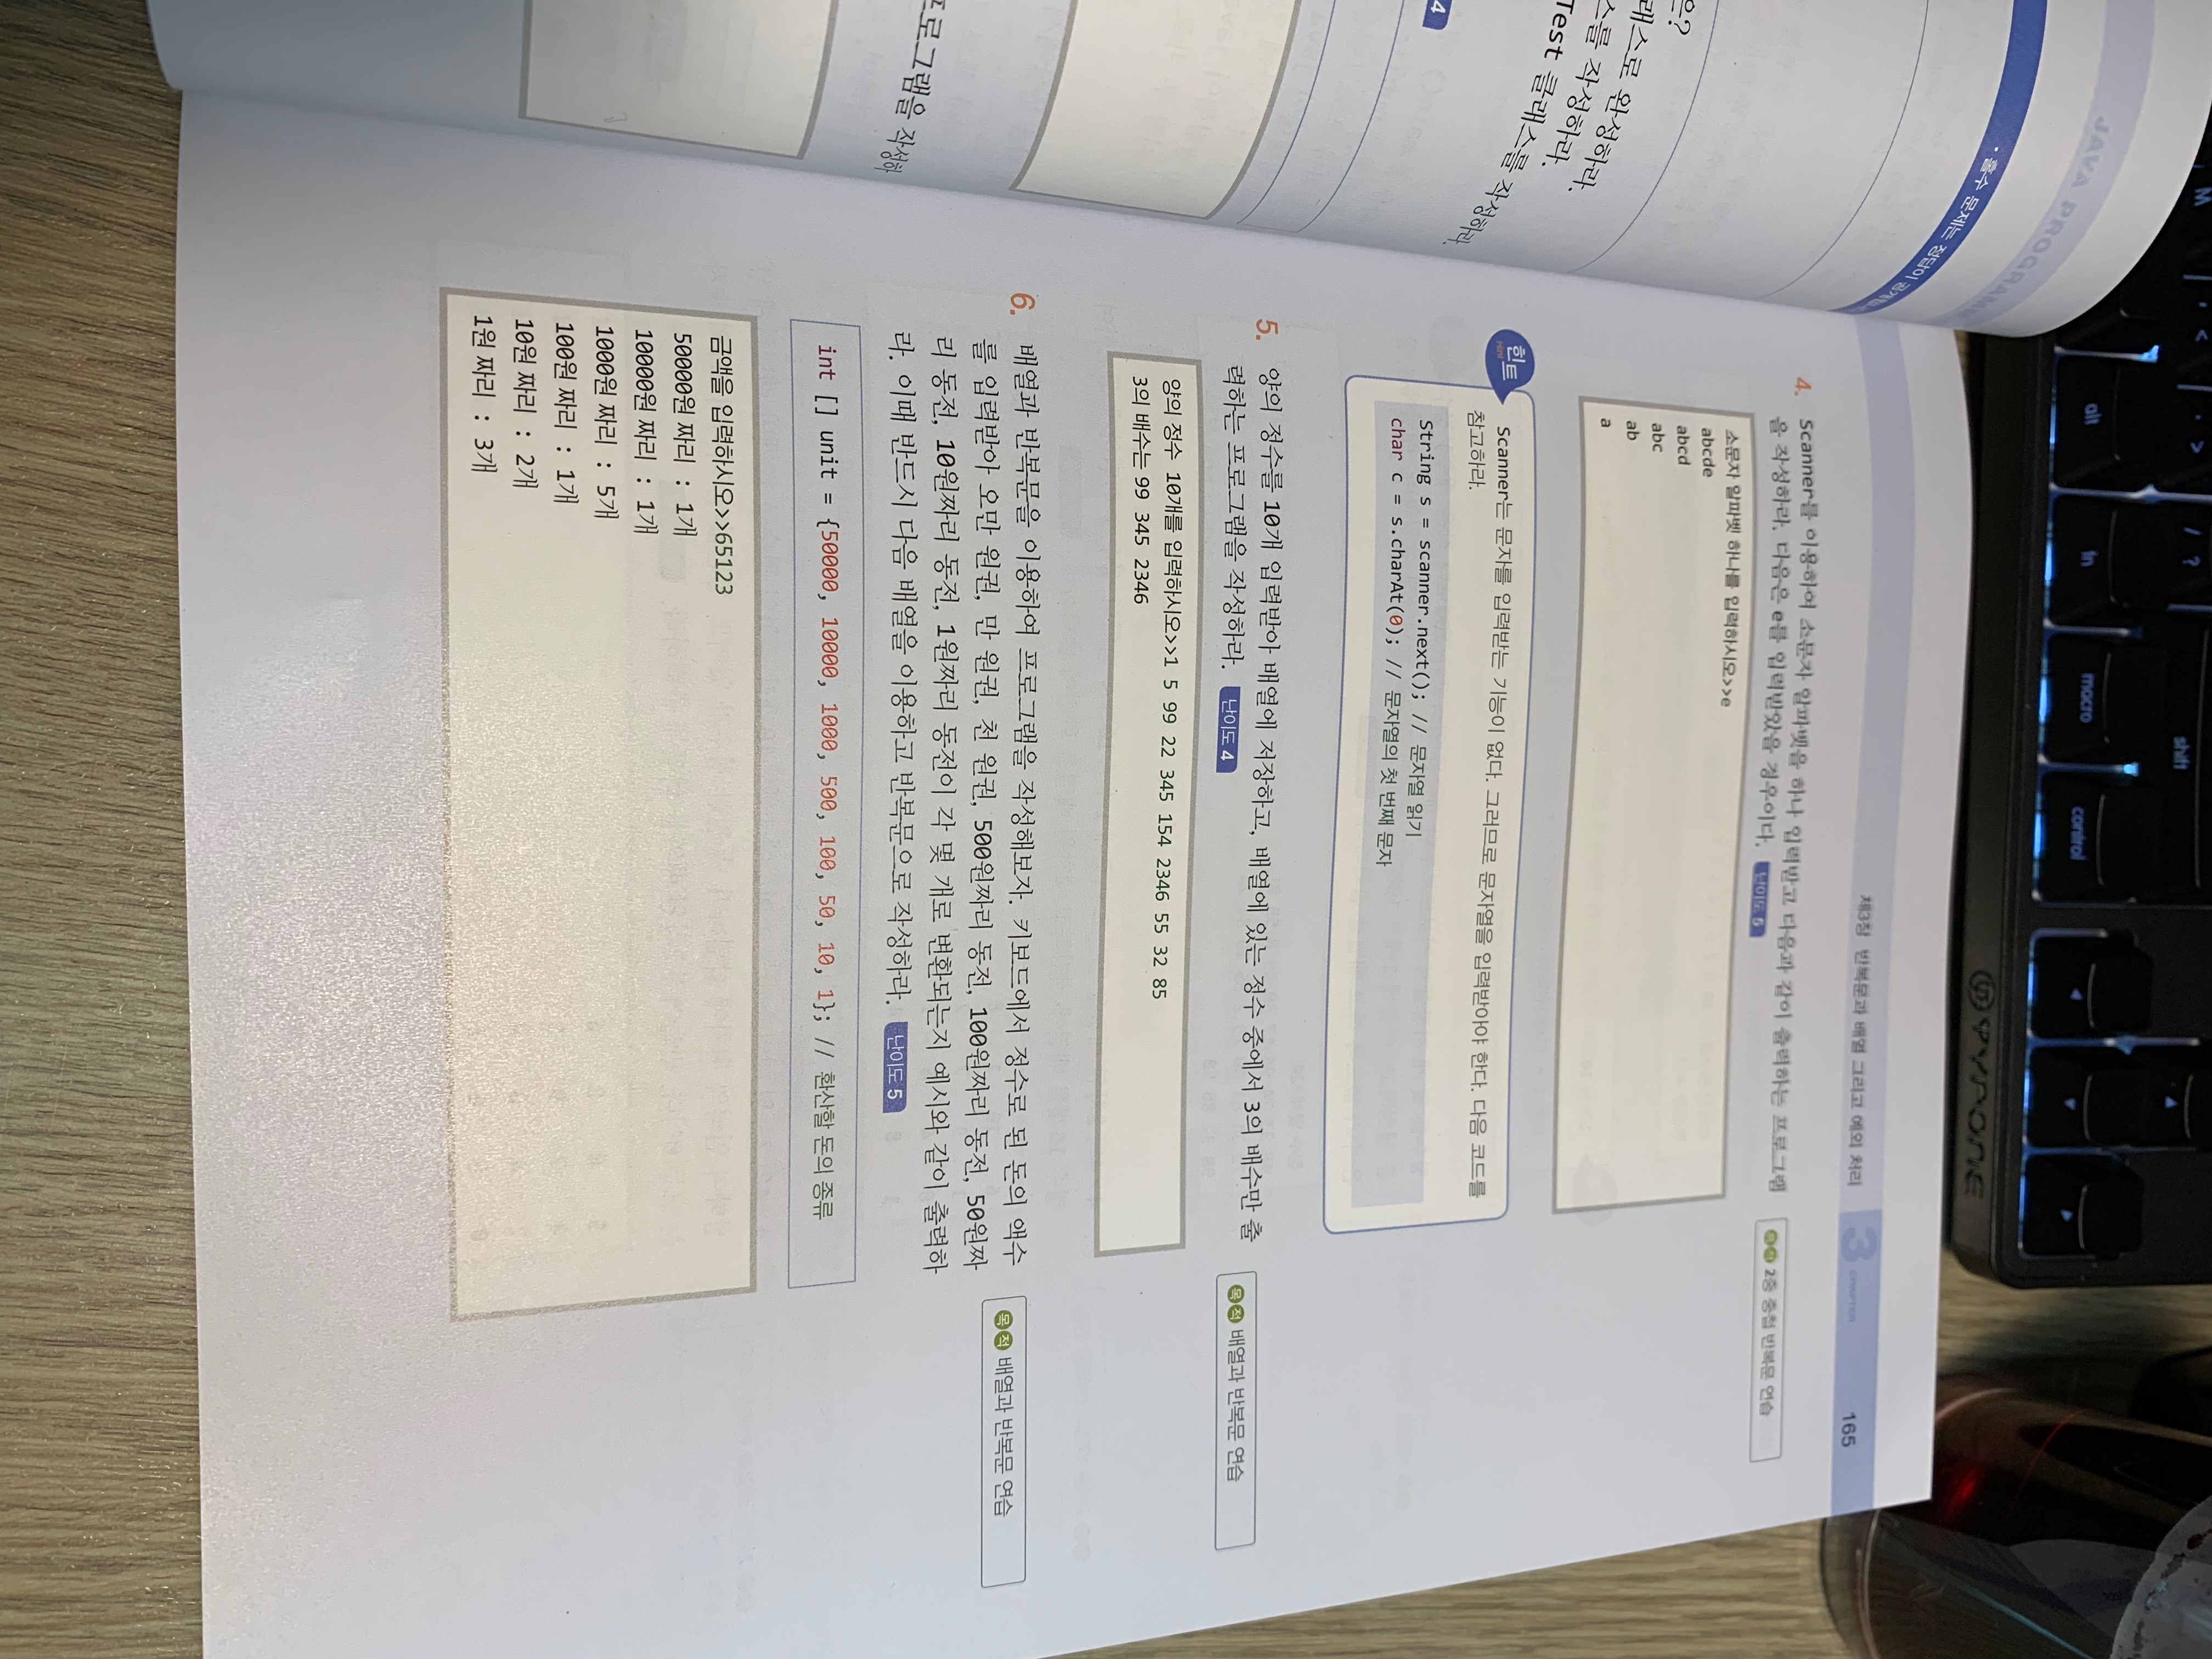 M
<
>
/ ?
shift
alt
fn
macro
control
TYRONE
JAVA PROGRAM
• 홀수 문제는 정답이 공개
은?
래스로 완성하라.
스를 작성하라.
Test 클래스를 작성하라.
4
프로그램을 작성하
제3장 반복문과 배열 그리고 예외 처리 3 CHAPTER 165
4. Scanner를 이용하여 소문자 알파벳을 하나 입력받고 다음과 같이 출력하는 프로그램
을 작성하라. 다음은 e를 입력받았을 경우이다. 난이도 5
목적 2중 중첩 반복문 연습
소문자 알파벳 하나를 입력하시오>>e
abcde
abcd
abc
ab
a
힌트
Hint
Scanner는 문자를 입력받는 기능이 없다. 그러므로 문자열을 입력받아야 한다. 다음 코드를
참고하라.
String s = scanner.next(); // 문자열 읽기
char c = s.charAt(0); // 문자열의 첫 번째 문자
5. 양의 정수를 10개 입력받아 배열에 저장하고, 배열에 있는 정수 중에서 3의 배수만 출
력하는 프로그램을 작성하라. 난이도 4
목적 배열과 반복문 연습
양의 정수 10개를 입력하시오>>1 5 99 22 345 154 2346 55 32 85
3의 배수는 99 345 2346
6. 배열과 반복문을 이용하여 프로그램을 작성해보자. 키보드에서 정수로 된 돈의 액수
를 입력받아 오만 원권, 만 원권, 천 원권, 500원짜리 동전, 100원짜리 동전, 50원짜
리 동전, 10원짜리 동전, 1원짜리 동전이 각 몇 개로 변환되는지 예시와 같이 출력하
라. 이때 반드시 다음 배열을 이용하고 반복문으로 작성하라. 난이도 5
목적 배열과 반복문 연습
int [] unit = {50000, 10000, 1000, 500, 100, 50, 10, 1}; // 환산할 돈의 종류
금액을 입력하시오>>65123
50000원 짜리 : 1개
10000원 짜리 : 1개
1000원 짜리 : 5개
100원 짜리 : 1개
10원 짜리 : 2개
1원 짜리 : 3개